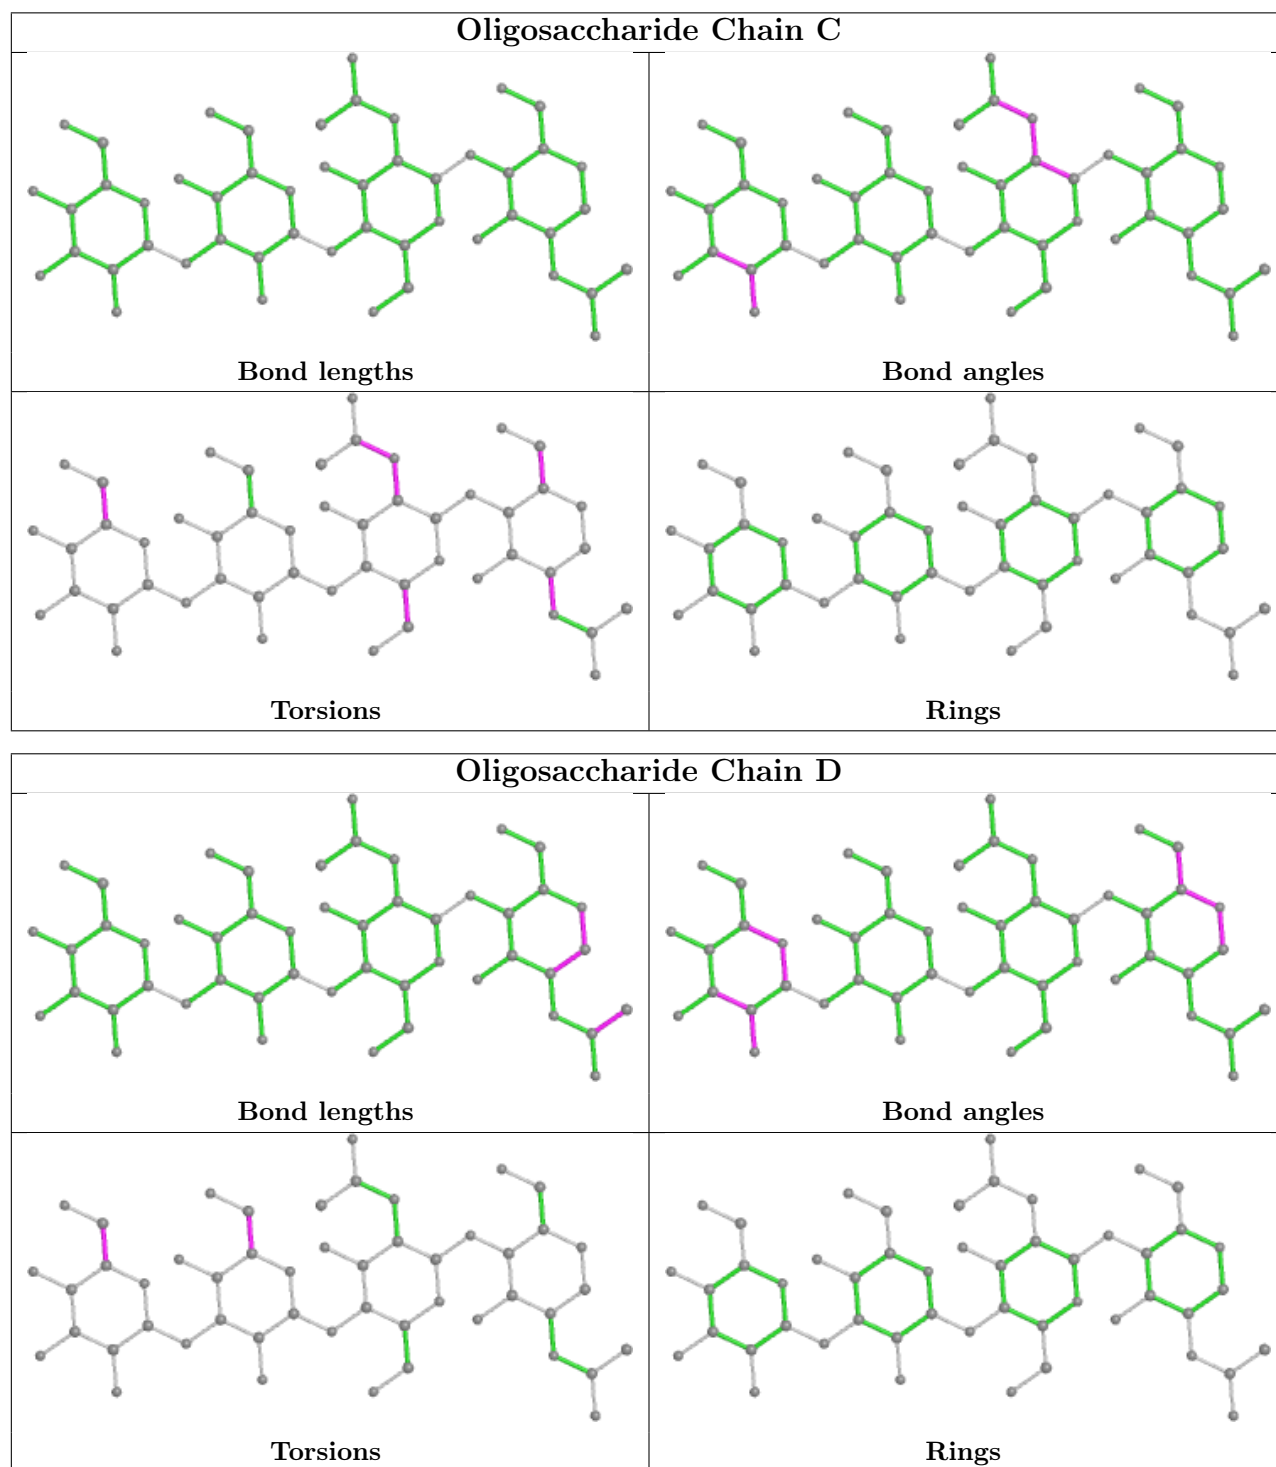 Oligosaccharide Chain C
Bond lengths
Bond angles
Torsions
Rings
Oligosaccharide Chain D
Bond lengths
Bond angles
Torsions
Rings